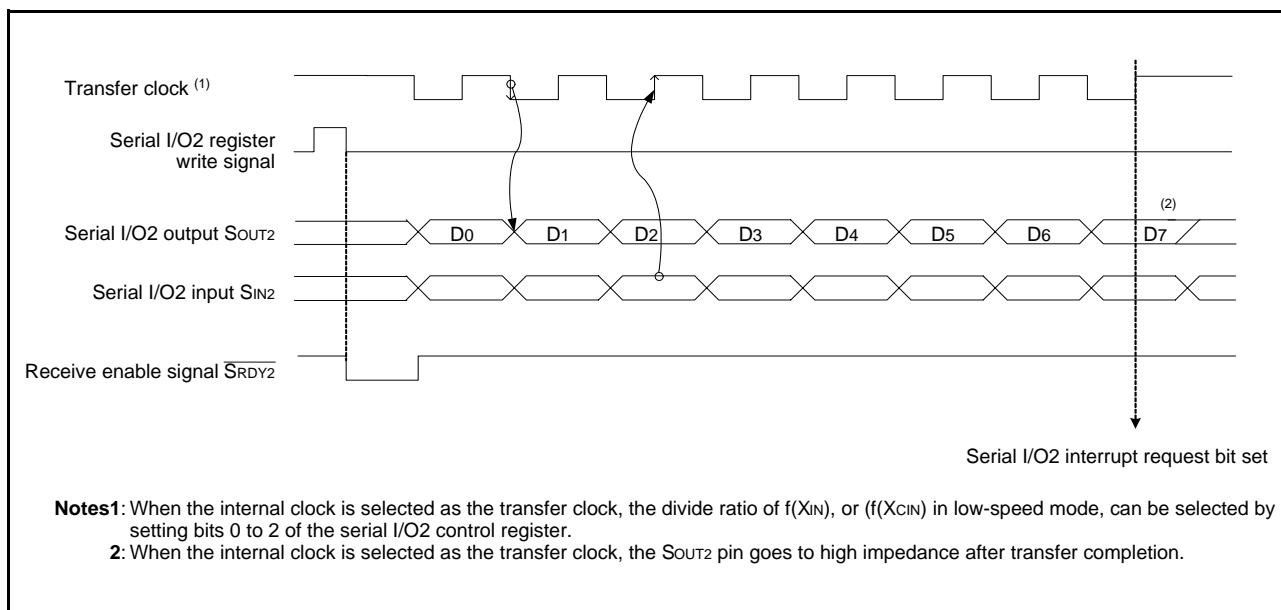 Transfer clock (1)
Serial I/O2 register
write signal
(2)
Serial I/O2 output SOUT2
D0 D1 D2 D3 D4 D5 D6 D7
Serial I/O2 input SIN2
Receive enable signal SRDY2
Serial I/O2 interrupt request bit set
Notes1: When the internal clock is selected as the transfer clock, the divide ratio of f(XIN), or (f(XCIN) in low-speed mode, can be selected by
setting bits 0 to 2 of the serial I/O2 control register.
2: When the internal clock is selected as the transfer clock, the SOUT2 pin goes to high impedance after transfer completion.